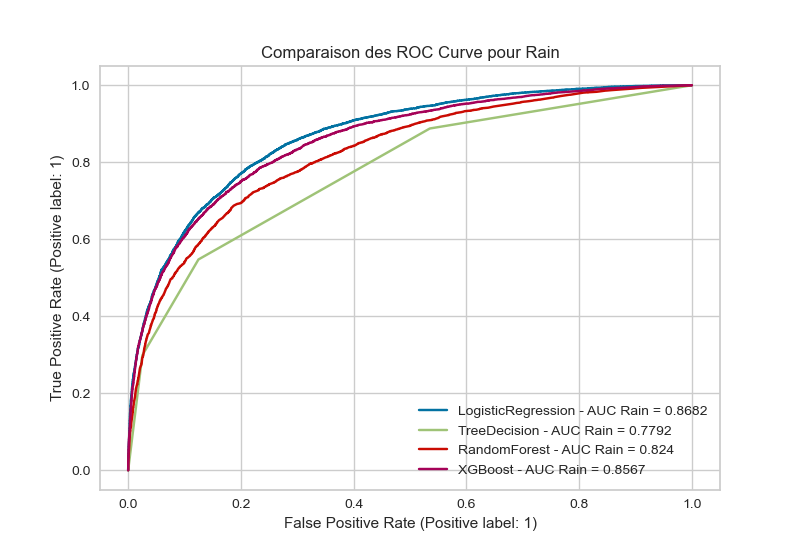 Comparaison des ROC Curve pour Rain
True Positive Rate (Positive label: 1)
1.0
0.8
0.6
0.4
0.2
0.0
LogisticRegression - AUC Rain = 0.8682
TreeDecision - AUC Rain = 0.7792
RandomForest - AUC Rain = 0.824
XGBoost - AUC Rain = 0.8567
0.0 0.2 0.4 0.6 0.8 1.0
False Positive Rate (Positive label: 1)